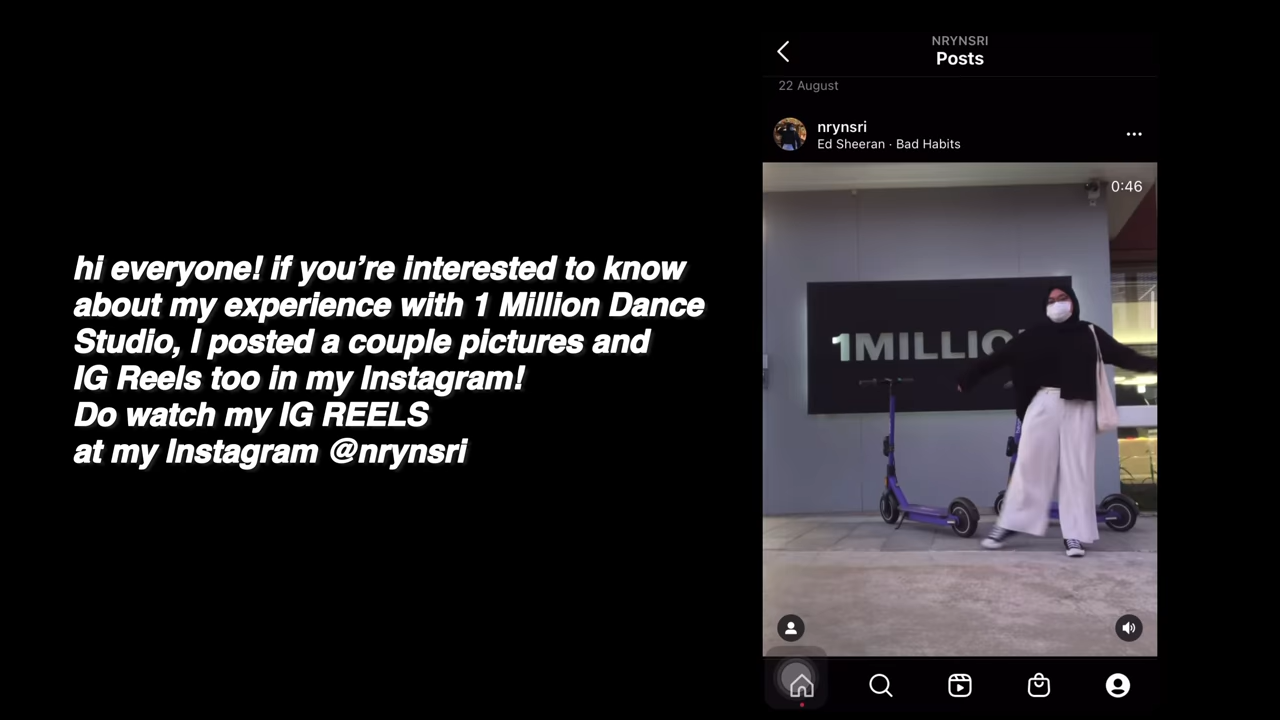 hi everyone! if you’re interested to know
about my experience with 1 Million Dance
Studio, I posted a couple pictures and
IG Reels too in my Instagram!
Do watch my IG REELS
at my Instagram @nrynsri
NRYNSRI
Posts
22 August
nrynsri
Ed Sheeran · Bad Habits
0:46
1MILLIO